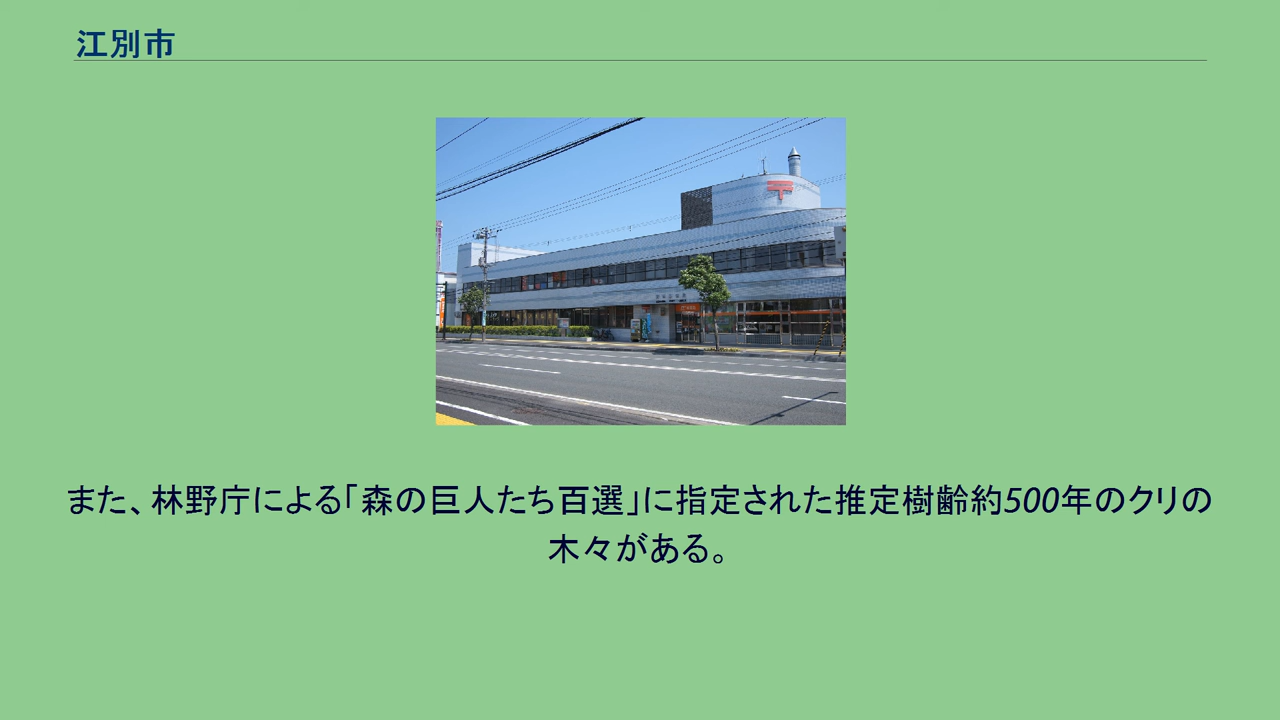 江別市
〒
また、林野庁による「森の巨人たち百選」に指定された推定樹齢約500年のクリの
木々がある。